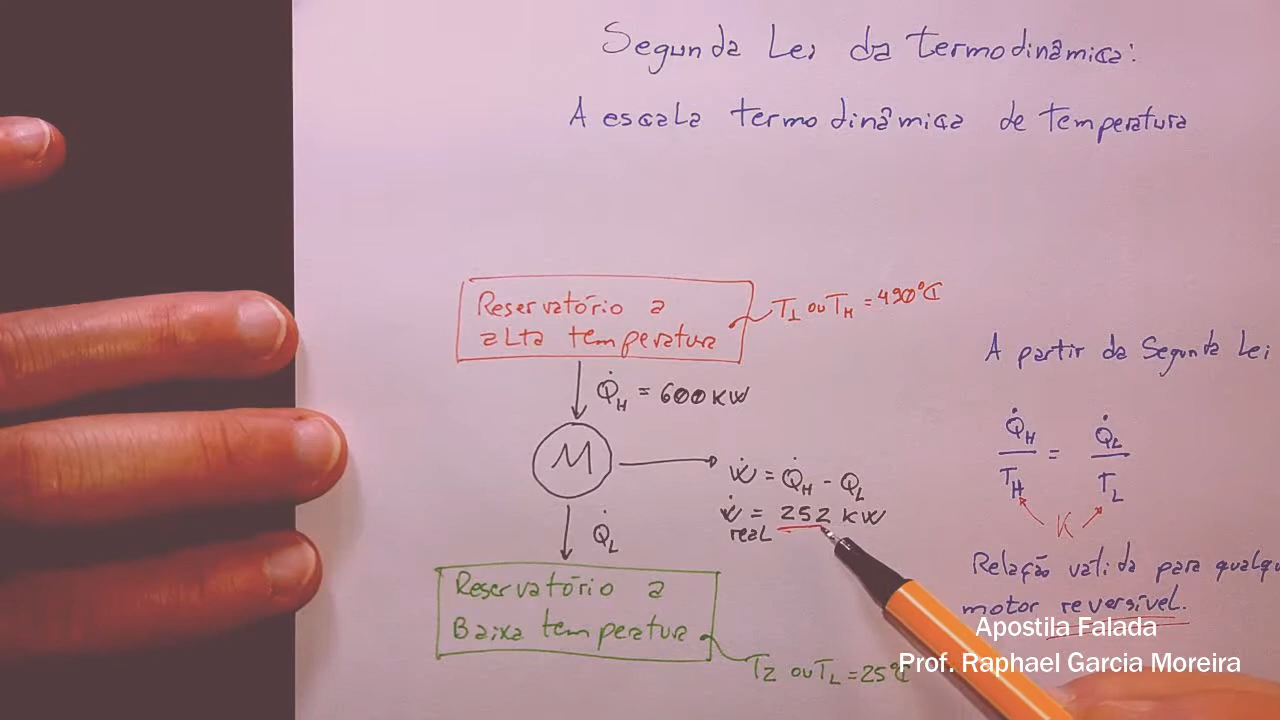 Segunda Lei da termodinâmica:
A escala termodinâmica de temperatura
Reservatório a
alta temperatura
T1 ou TH = 490°C
Q̇H = 600 KW
M
Ẇ = Q̇H - QL
Ẇ = 252 KW
real
Q̇L
Reservatório a
Baixa temperatura
T2 ou TL = 25°C
A partir da Segunda Lei
Q̇H/TH = Q̇L/TL
K
Relação valida para
motor reversível.
Apostila Falada
Prof. Raphael Garcia Moreira